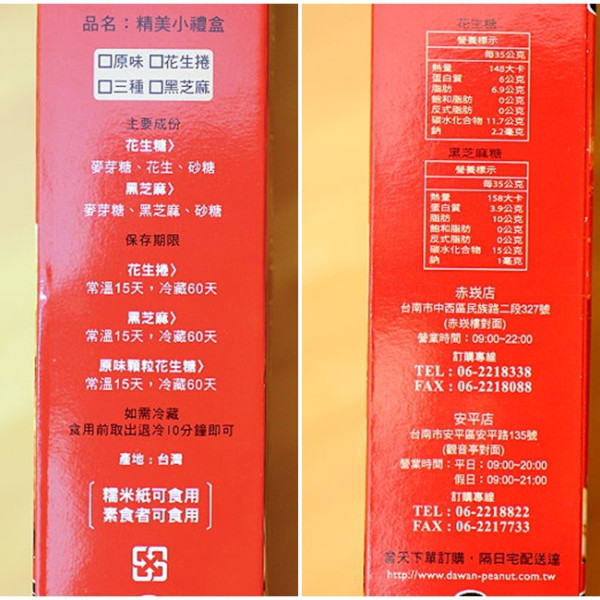 品名：精美小禮盒
□原味 □花生捲
□三種 □黑芝麻
主要成份
花生糖〉
麥芽糖、花生、砂糖
黑芝麻〉
麥芽糖、黑芝麻、砂糖
保存期限
花生捲〉
常溫15天，冷藏60天
黑芝麻〉
常溫15天，冷藏60天
原味顆粒花生糖〉
常溫15天，冷藏60天
如需冷藏
食用前取出退冷10分鐘即可
產地：台灣
糯米紙可食用
素食者可食用
花生糖
營養標示
每35公克
熱量 148大卡
蛋白質 6公克
脂肪 6.9公克
飽和脂肪 0公克
反式脂肪 0公克
碳水化合物 11.7公克
鈉 2.2毫克
黑芝麻糖
營養標示
每35公克
熱量 158大卡
蛋白質 3.9公克
脂肪 10公克
飽和脂肪 0公克
反式脂肪 0公克
碳水化合物 15公克
鈉 1毫克
赤崁店
台南市中西區民族路二段327號
(赤崁樓對面)
營業時間：09:00~22:00
訂購專線
TEL：06-2218338
FAX：06-2218088
安平店
台南市安平區安平路135號
(觀音亭對面)
營業時間：平日：09:00~20:00
假日：09:00~21:00
訂購專線
TEL：06-2218822
FAX：06-2217733
當天下單訂購，隔日宅配送達
http://www.dawan-peanut.com.tw